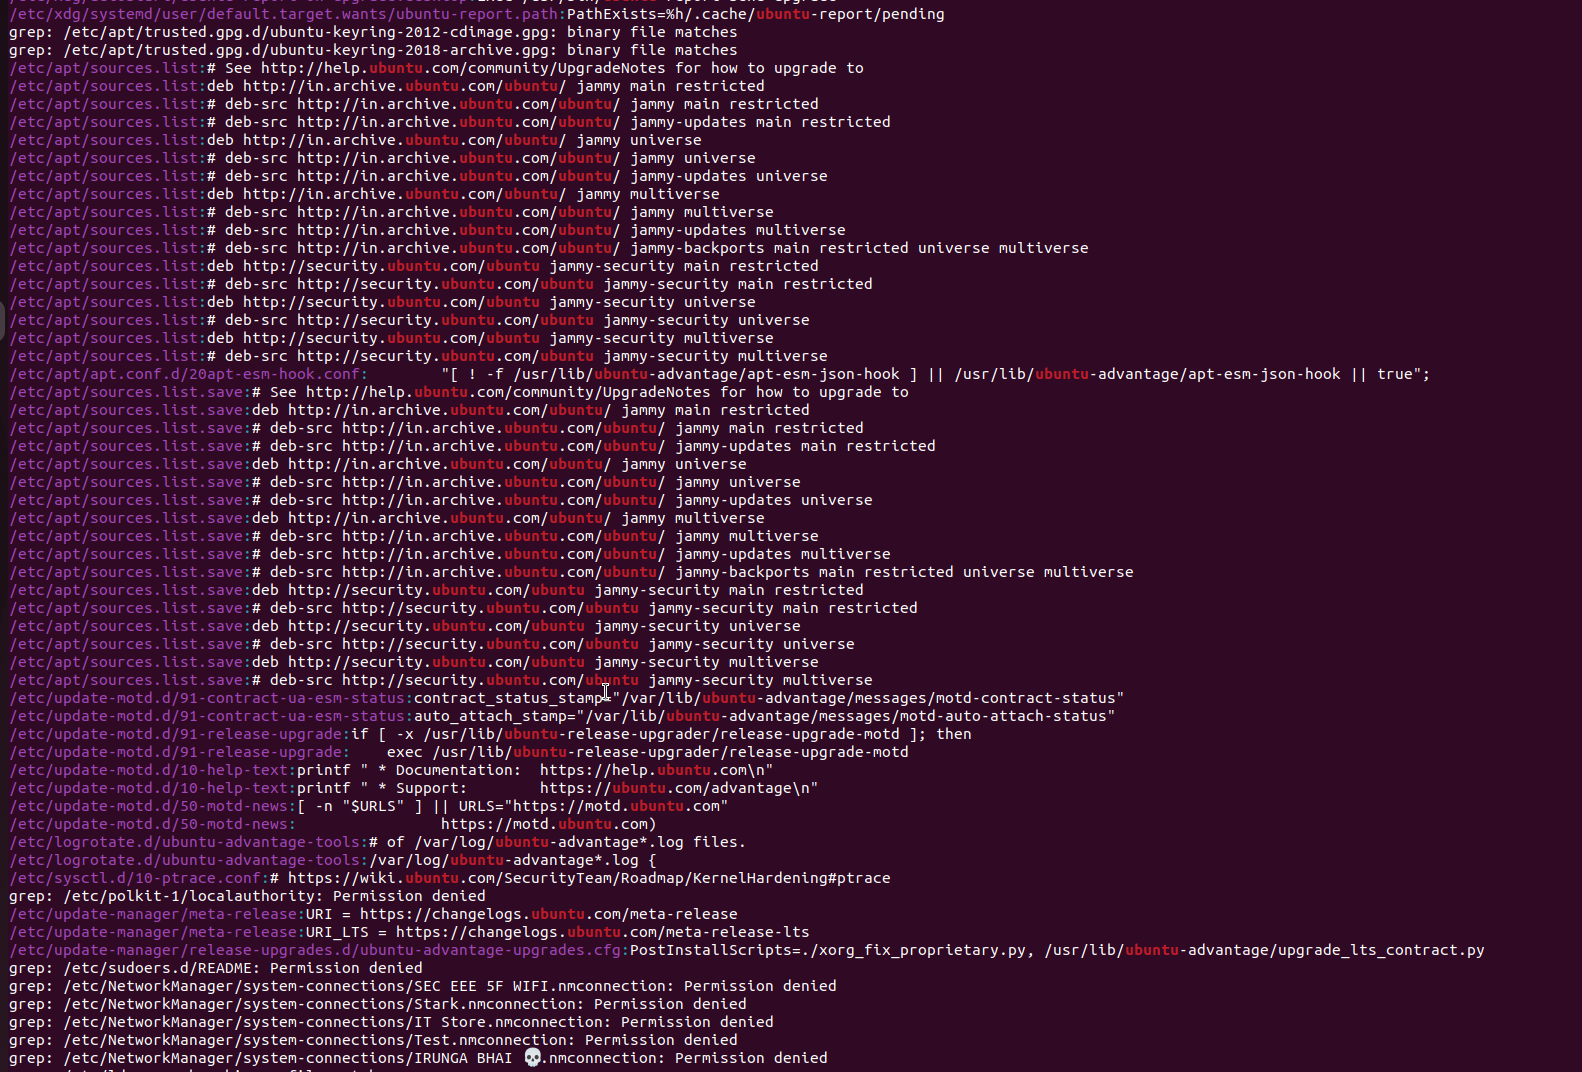 /etc/xdg/systemd/user/default.target.wants/ubuntu-report.path:PathExists=%h/.cache/ubuntu-report/pending
grep: /etc/apt/trusted.gpg.d/ubuntu-keyring-2012-cdimage.gpg: binary file matches
grep: /etc/apt/trusted.gpg.d/ubuntu-keyring-2018-archive.gpg: binary file matches
/etc/apt/sources.list:# See http://help.ubuntu.com/community/UpgradeNotes for how to upgrade to
/etc/apt/sources.list:deb http://in.archive.ubuntu.com/ubuntu/ jammy main restricted
/etc/apt/sources.list:# deb-src http://in.archive.ubuntu.com/ubuntu/ jammy main restricted
/etc/apt/sources.list:# deb-src http://in.archive.ubuntu.com/ubuntu/ jammy-updates main restricted
/etc/apt/sources.list:deb http://in.archive.ubuntu.com/ubuntu/ jammy universe
/etc/apt/sources.list:# deb-src http://in.archive.ubuntu.com/ubuntu/ jammy universe
/etc/apt/sources.list:# deb-src http://in.archive.ubuntu.com/ubuntu/ jammy-updates universe
/etc/apt/sources.list:deb http://in.archive.ubuntu.com/ubuntu/ jammy multiverse
/etc/apt/sources.list:# deb-src http://in.archive.ubuntu.com/ubuntu/ jammy multiverse
/etc/apt/sources.list:# deb-src http://in.archive.ubuntu.com/ubuntu/ jammy-updates multiverse
/etc/apt/sources.list:# deb-src http://in.archive.ubuntu.com/ubuntu/ jammy-backports main restricted universe multiverse
/etc/apt/sources.list:deb http://security.ubuntu.com/ubuntu jammy-security main restricted
/etc/apt/sources.list:# deb-src http://security.ubuntu.com/ubuntu jammy-security main restricted
/etc/apt/sources.list:deb http://security.ubuntu.com/ubuntu jammy-security universe
/etc/apt/sources.list:# deb-src http://security.ubuntu.com/ubuntu jammy-security universe
/etc/apt/sources.list:deb http://security.ubuntu.com/ubuntu jammy-security multiverse
/etc/apt/sources.list:# deb-src http://security.ubuntu.com/ubuntu jammy-security multiverse
/etc/apt/apt.conf.d/20apt-esm-hook.conf:        "[ ! -f /usr/lib/ubuntu-advantage/apt-esm-json-hook ] || /usr/lib/ubuntu-advantage/apt-esm-json-hook || true";
/etc/apt/sources.list.save:# See http://help.ubuntu.com/community/UpgradeNotes for how to upgrade to
/etc/apt/sources.list.save:deb http://in.archive.ubuntu.com/ubuntu/ jammy main restricted
/etc/apt/sources.list.save:# deb-src http://in.archive.ubuntu.com/ubuntu/ jammy main restricted
/etc/apt/sources.list.save:# deb-src http://in.archive.ubuntu.com/ubuntu/ jammy-updates main restricted
/etc/apt/sources.list.save:deb http://in.archive.ubuntu.com/ubuntu/ jammy universe
/etc/apt/sources.list.save:# deb-src http://in.archive.ubuntu.com/ubuntu/ jammy universe
/etc/apt/sources.list.save:# deb-src http://in.archive.ubuntu.com/ubuntu/ jammy-updates universe
/etc/apt/sources.list.save:deb http://in.archive.ubuntu.com/ubuntu/ jammy multiverse
/etc/apt/sources.list.save:# deb-src http://in.archive.ubuntu.com/ubuntu/ jammy multiverse
/etc/apt/sources.list.save:# deb-src http://in.archive.ubuntu.com/ubuntu/ jammy-updates multiverse
/etc/apt/sources.list.save:# deb-src http://in.archive.ubuntu.com/ubuntu/ jammy-backports main restricted universe multiverse
/etc/apt/sources.list.save:deb http://security.ubuntu.com/ubuntu jammy-security main restricted
/etc/apt/sources.list.save:# deb-src http://security.ubuntu.com/ubuntu jammy-security main restricted
/etc/apt/sources.list.save:deb http://security.ubuntu.com/ubuntu jammy-security universe
/etc/apt/sources.list.save:# deb-src http://security.ubuntu.com/ubuntu jammy-security universe
/etc/apt/sources.list.save:deb http://security.ubuntu.com/ubuntu jammy-security multiverse
/etc/apt/sources.list.save:# deb-src http://security.ubuntu.com/ubuntu jammy-security multiverse
/etc/update-motd.d/91-contract-ua-esm-status:contract_status_stamp="/var/lib/ubuntu-advantage/messages/motd-contract-status"
/etc/update-motd.d/91-contract-ua-esm-status:auto_attach_stamp="/var/lib/ubuntu-advantage/messages/motd-auto-attach-status"
/etc/update-motd.d/91-release-upgrade:if [ -x /usr/lib/ubuntu-release-upgrader/release-upgrade-motd ]; then
/etc/update-motd.d/91-release-upgrade:    exec /usr/lib/ubuntu-release-upgrader/release-upgrade-motd
/etc/update-motd.d/10-help-text:printf " * Documentation:  https://help.ubuntu.com\n"
/etc/update-motd.d/10-help-text:printf " * Support:        https://ubuntu.com/advantage\n"
/etc/update-motd.d/50-motd-news:[ -n "$URLS" ] || URLS="https://motd.ubuntu.com"
/etc/update-motd.d/50-motd-news:                https://motd.ubuntu.com)
/etc/logrotate.d/ubuntu-advantage-tools:# of /var/log/ubuntu-advantage*.log files.
/etc/logrotate.d/ubuntu-advantage-tools:/var/log/ubuntu-advantage*.log {
/etc/sysctl.d/10-ptrace.conf:# https://wiki.ubuntu.com/SecurityTeam/Roadmap/KernelHardening#ptrace
grep: /etc/polkit-1/localauthority: Permission denied
/etc/update-manager/meta-release:URI = https://changelogs.ubuntu.com/meta-release
/etc/update-manager/meta-release:URI_LTS = https://changelogs.ubuntu.com/meta-release-lts
/etc/update-manager/release-upgrades.d/ubuntu-advantage-upgrades.cfg:PostInstallScripts=./xorg_fix_proprietary.py, /usr/lib/ubuntu-advantage/upgrade_lts_contract.py
grep: /etc/sudoers.d/README: Permission denied
grep: /etc/NetworkManager/system-connections/SEC EEE 5F WIFI.nmconnection: Permission denied
grep: /etc/NetworkManager/system-connections/Stark.nmconnection: Permission denied
grep: /etc/NetworkManager/system-connections/IT Store.nmconnection: Permission denied
grep: /etc/NetworkManager/system-connections/Test.nmconnection: Permission denied
grep: /etc/NetworkManager/system-connections/IRUNGA BHAI 💀.nmconnection: Permission denied